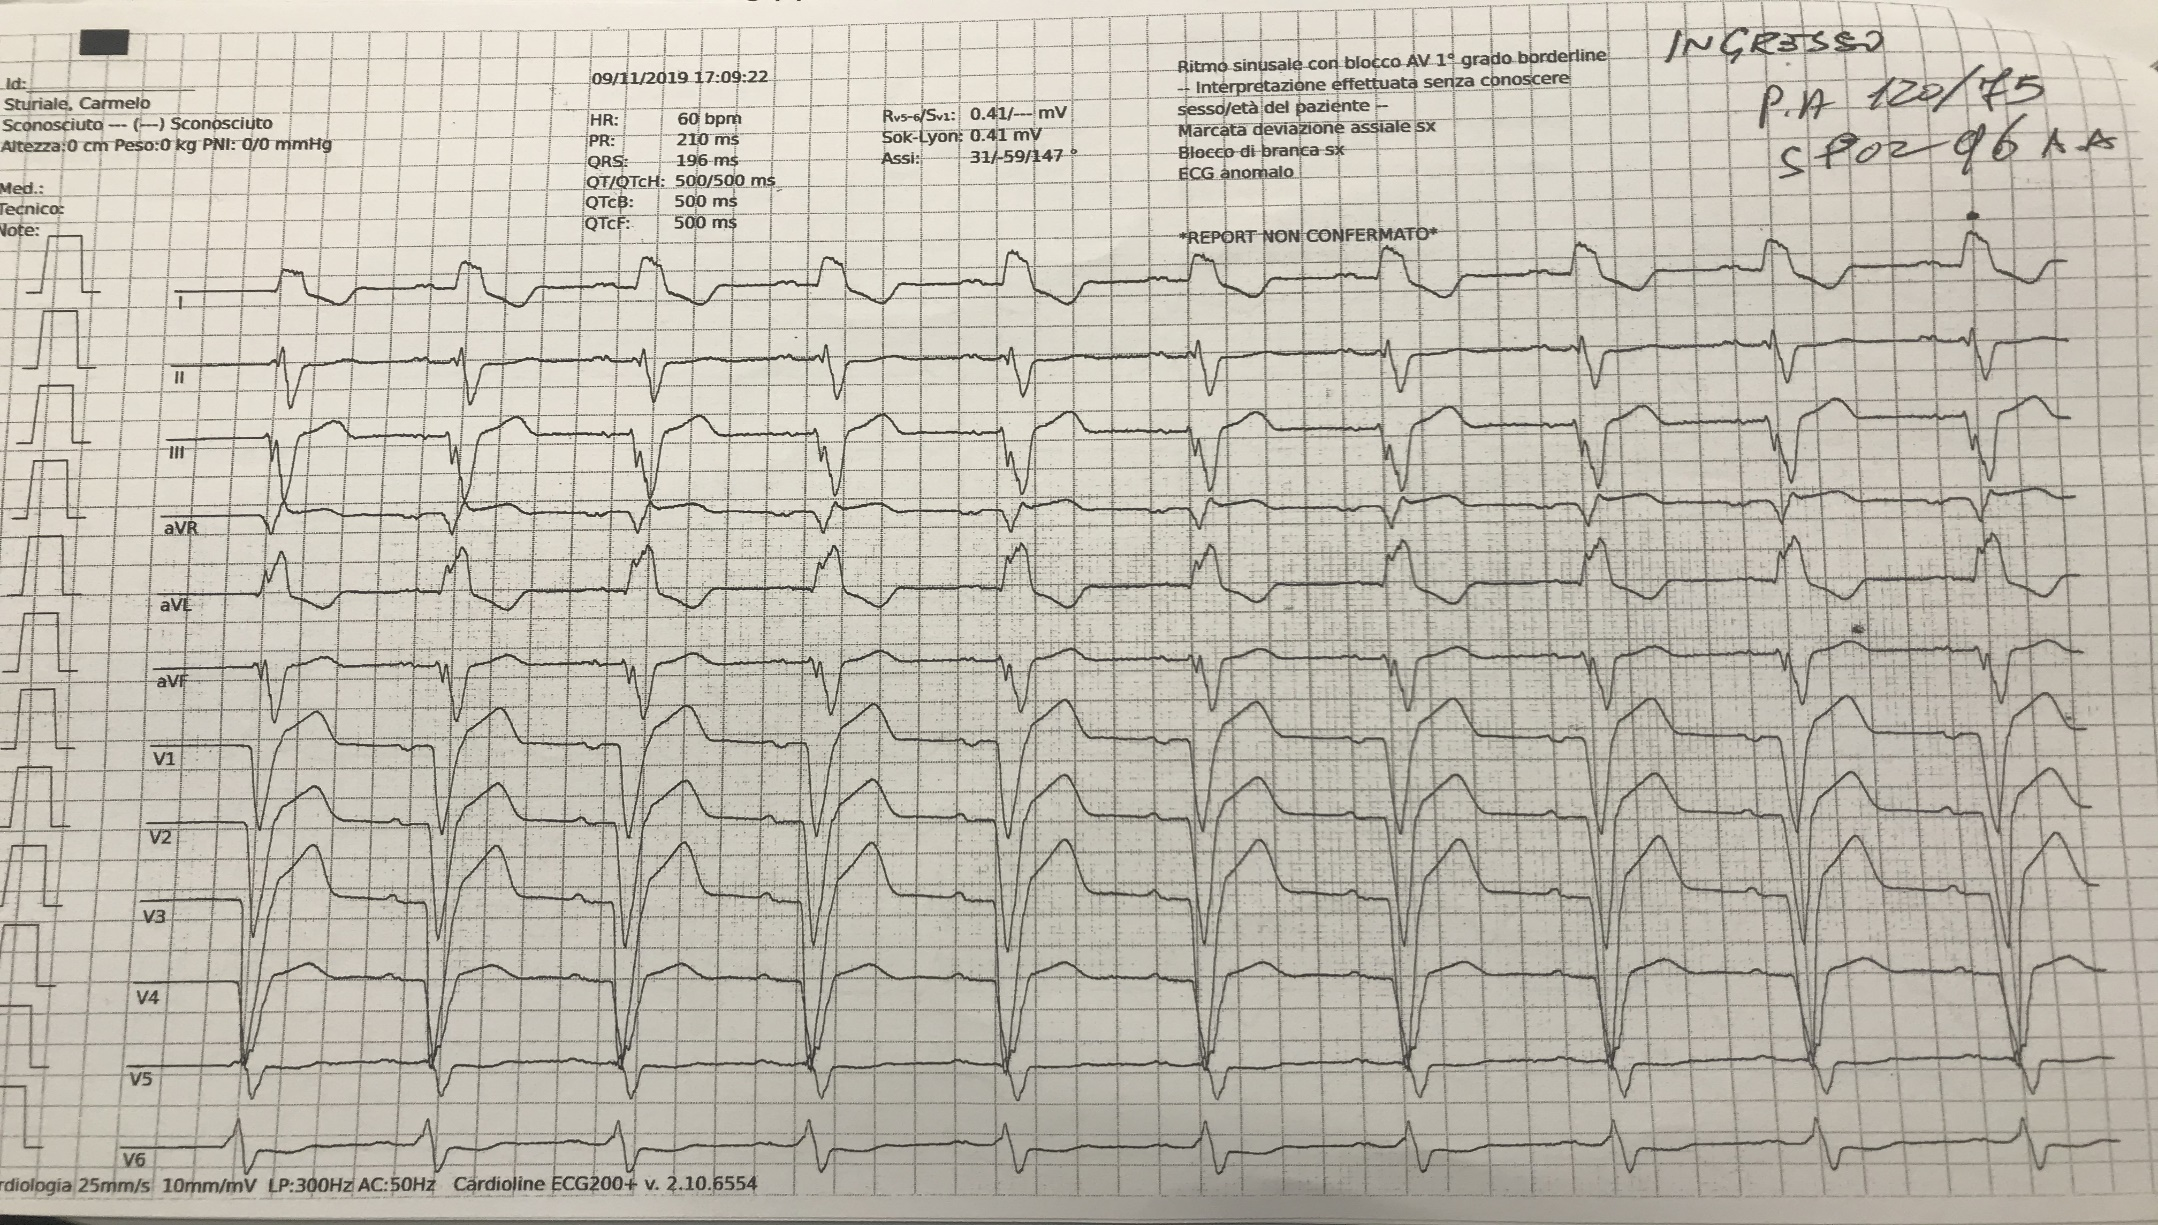 Id:
Sturiale, Carmelo
Sconosciuto --- (---) Sconosciuto
Altezza:0 cm Peso:0 kg PNI: 0/0 mmHg
Med.:
Tecnico:
Note:
09/11/2019 17:09:22
HR: 60 bpm
PR: 210 ms
QRS: 196 ms
QT/QTcH: 500/500 ms
QTcB: 500 ms
QTcF: 500 ms
Rv5-6/Sv1: 0.41/--- mV
Sok-Lyon: 0.41 mV
Assi: 31/-59/147 °
Ritmo sinusale con blocco AV 1° grado borderline
-- Interpretazione effettuata senza conoscere
sesso/età del paziente --
Marcata deviazione assiale sx
Blocco di branca sx
ECG anomalo
*REPORT NON CONFERMATO*
INGRESSO
P.A 120/75
SPO2 96 AA
I
II
III
aVR
aVL
aVF
V1
V2
V3
V4
V5
V6
rdiologia 25mm/s 10mm/mV LP:300Hz AC:50Hz Cardioline ECG200+ v. 2.10.6554